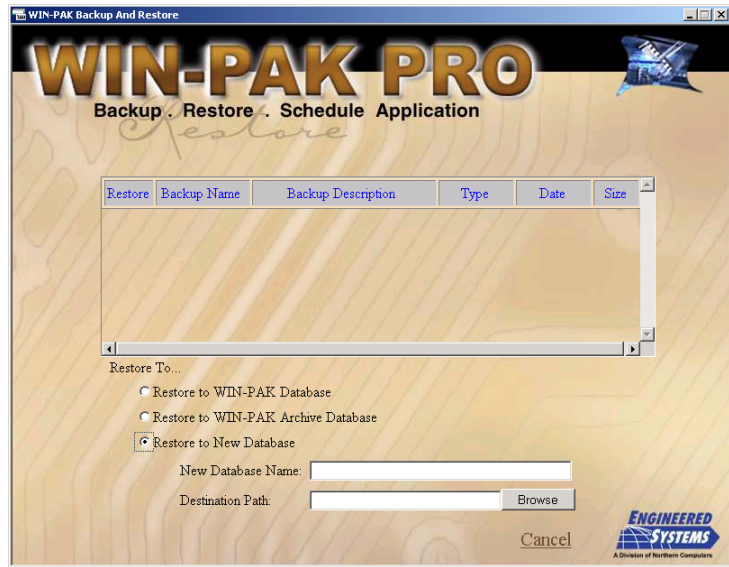 WIN-PAK Backup And Restore
WIN-PAK PRO
Backup . Restore . Schedule Application
Restore
Restore Backup Name Backup Description Type Date Size
Restore To...
Restore to WIN-PAK Database
Restore to WIN-PAK Archive Database
Restore to New Database
New Database Name:
Destination Path: Browse
Cancel
ENGINEERED
SYSTEMS
A Division of Northern Computers